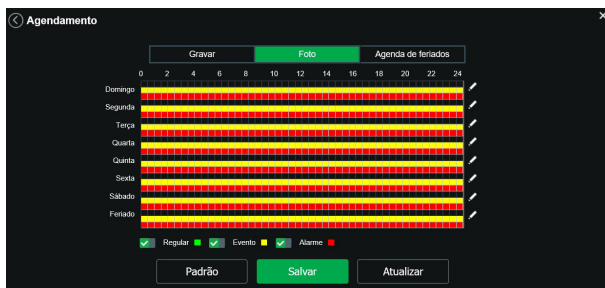 Agendamento
Gravar Foto Agenda de feriados
0 2 4 6 8 10 12 14 16 18 20 22 24
Domingo
Segunda
Terça
Quarta
Quinta
Sexta
Sábado
Feriado
Regular Evento Alarme
Padrão Salvar Atualizar